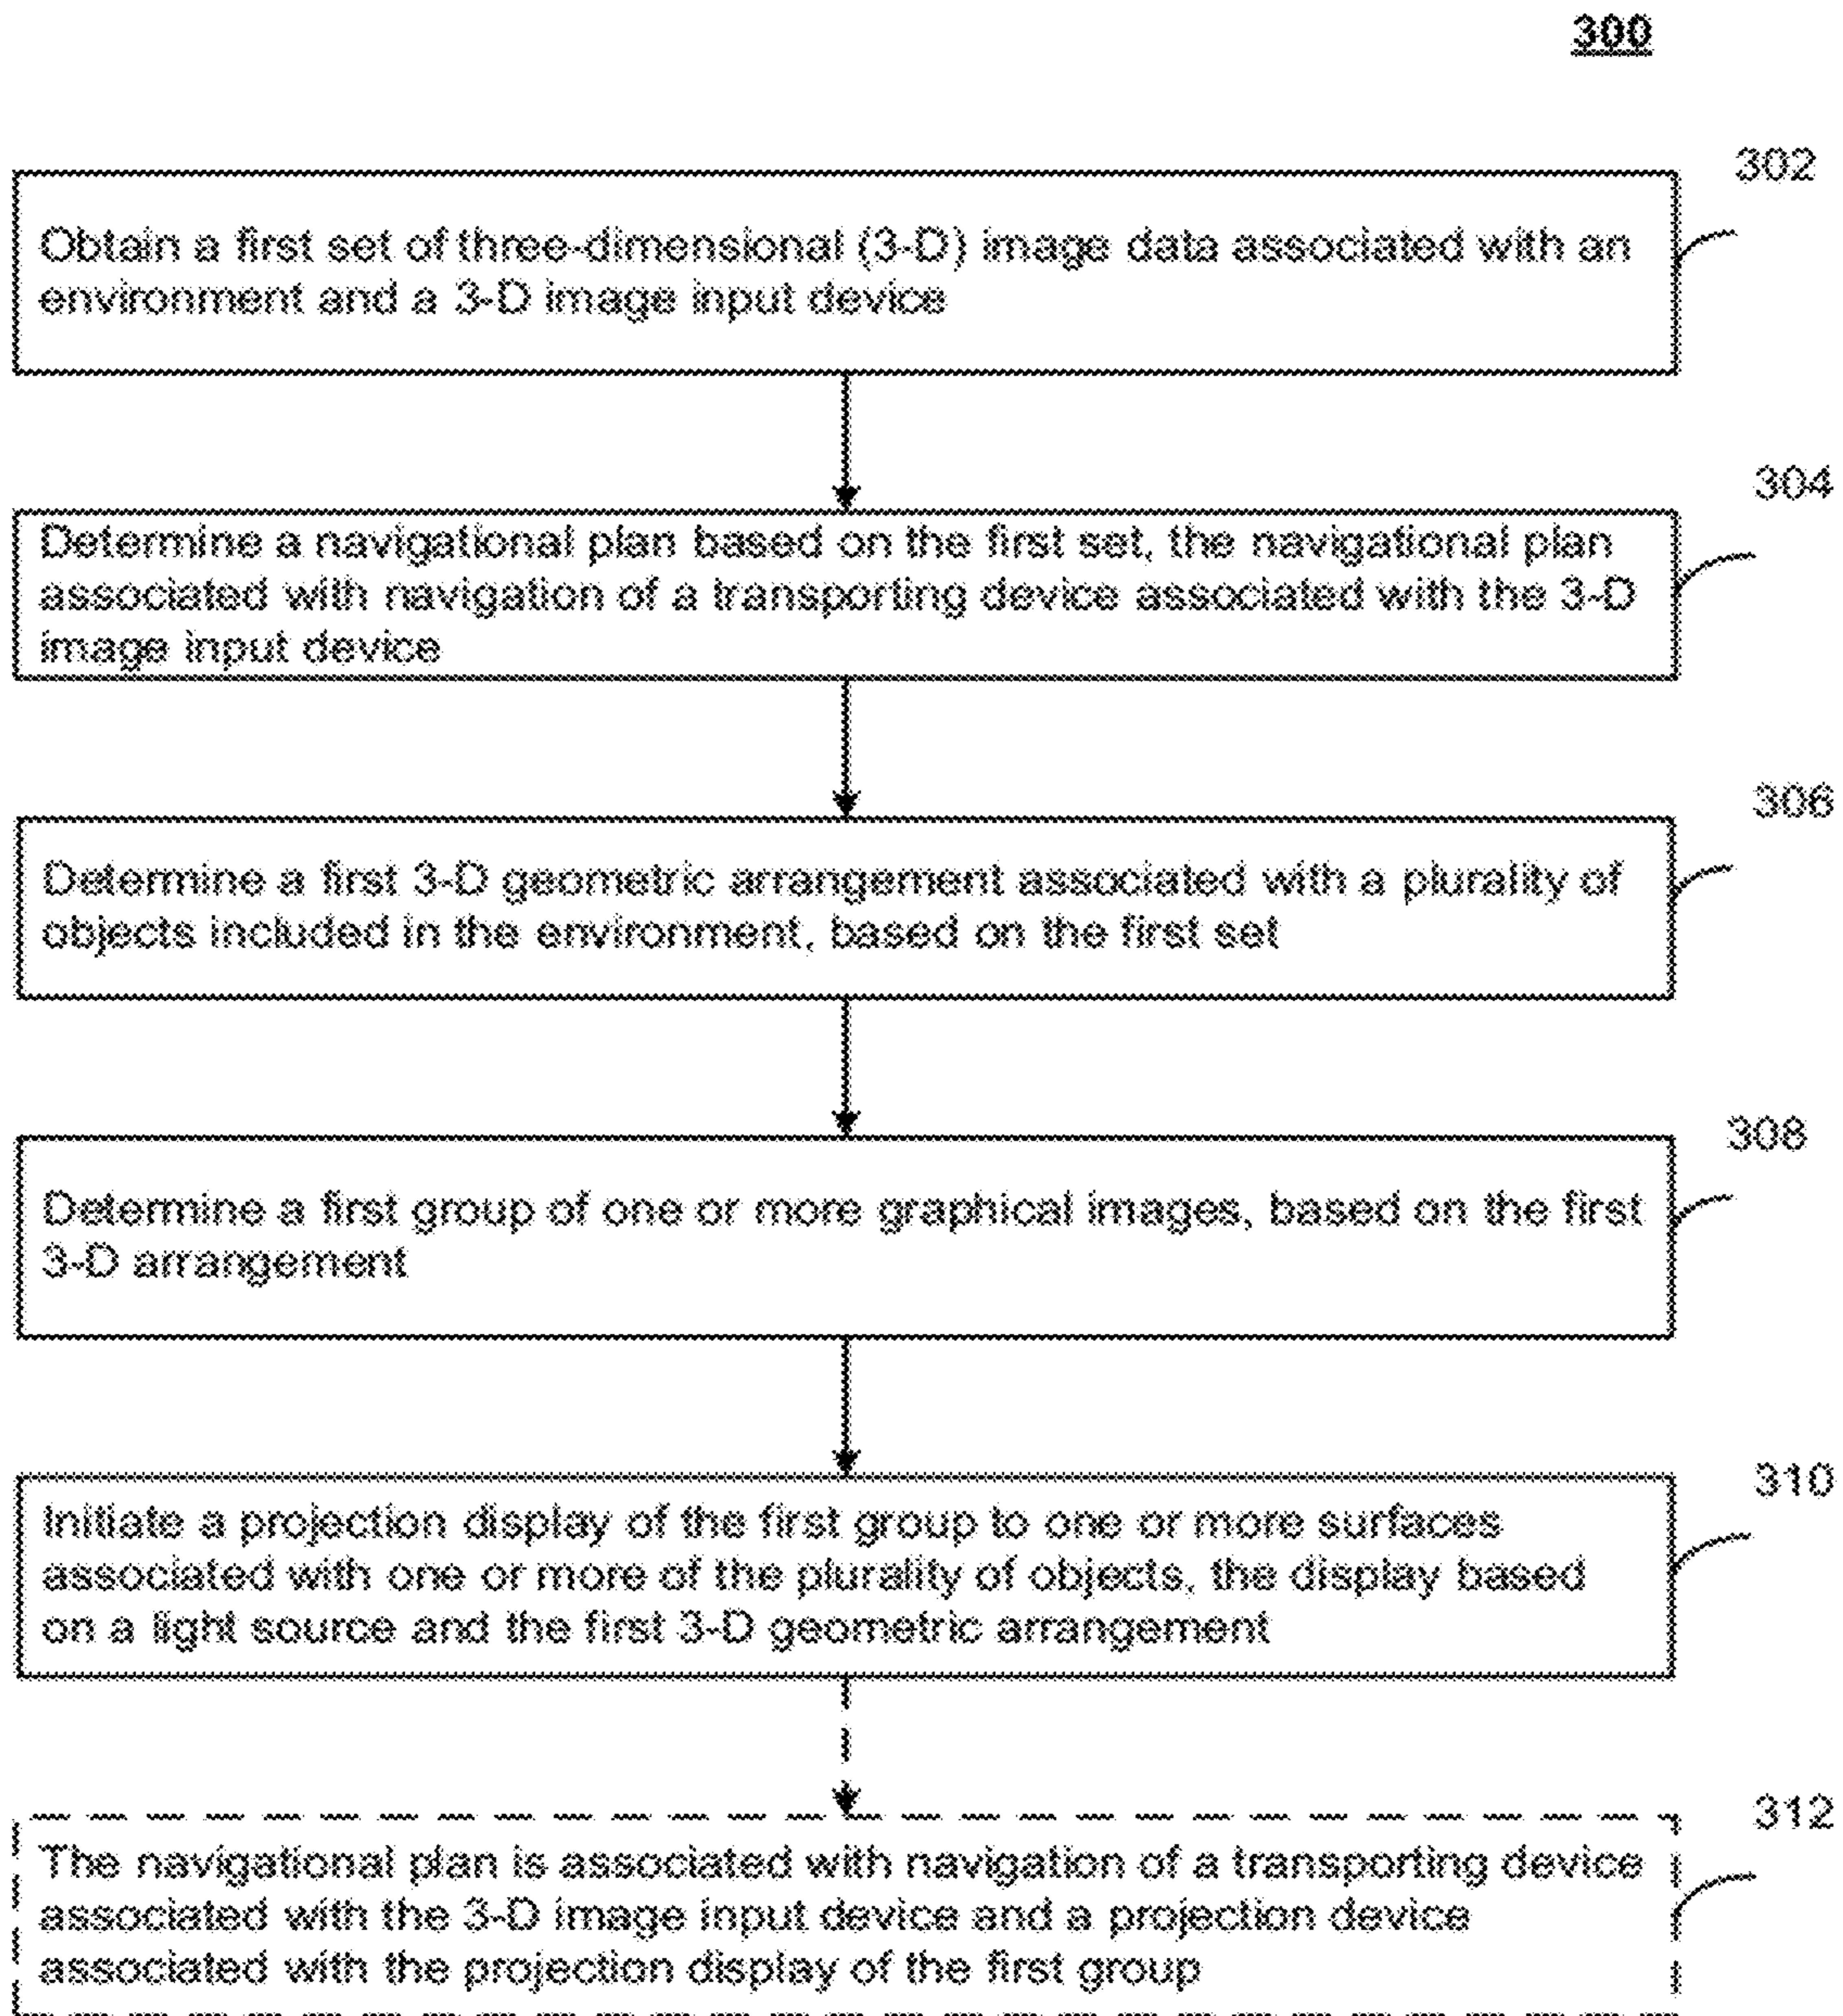 300
302
Obtain a first set of three-dimensional (3-D) image data associated with an
environment and a 3-D image input device
304
Determine a navigational plan based on the first set, the navigational plan
associated with navigation of a transporting device associated with the 3-D
image input device
306
Determine a first 3-D geometric arrangement associated with a plurality of
objects included in the environment, based on the first set
308
Determine a first group of one or more graphical images, based on the first
3-D arrangement
310
Initiate a projection display of the first group to one or more surfaces
associated with one or more of the plurality of objects, the display based
on a light source and the first 3-D geometric arrangement
312
The navigational plan is associated with navigation of a transporting device
associated with the 3-D image input device and a projection device
associated with the projection display of the first group